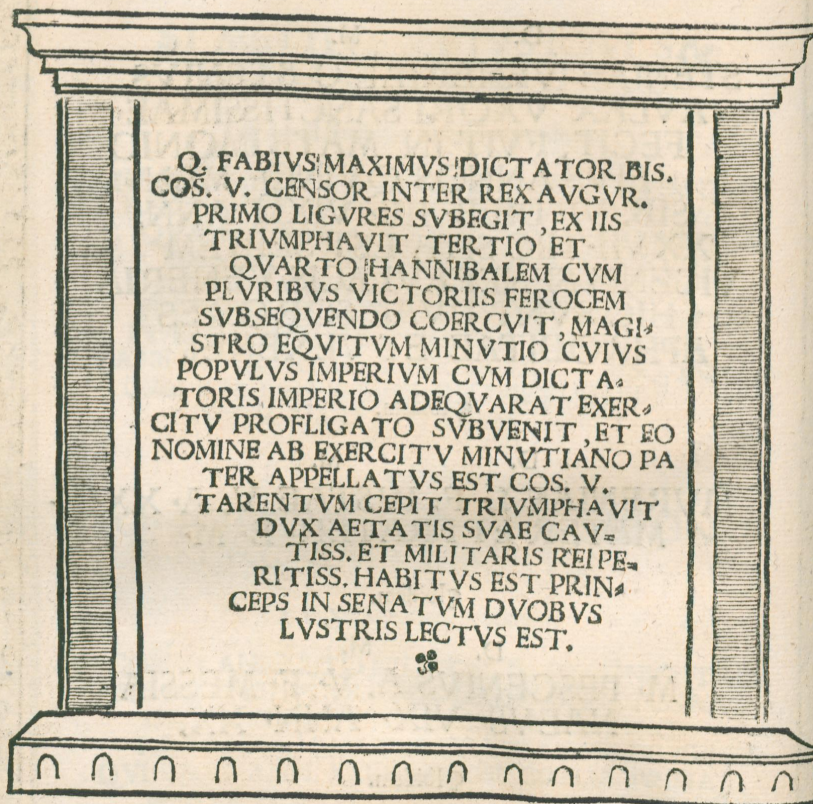 Q. FABIVS MAXIMVS DICTATOR BIS.
COS. V. CENSOR INTER REX AVGVR.
PRIMO LIGVRES SVBEGIT, EX IIS
TRIVMPHAVIT. TERTIO ET
QVARTO HANNIBALEM CVM
PLVRIBVS VICTORIIS FEROCEM
SVBSEQVENDO COERCVIT, MAGI-
STRO EQVITVM MINVTIO CVIVS
POPVLVS IMPERIVM CVM DICTA-
TORIS IMPERIO ADEQVARAT EXER-
CITV PROFLIGATO SVBVENIT, ET EO
NOMINE AB EXERCITV MINVTIANO PA
TER APPELLATVS EST COS. V.
TARENTVM CEPIT TRIVMPHAVIT
DVX AETATIS SVAE CAV=
TISS. ET MILITARIS REI PE=
RITISS. HABITVS EST PRIN-
CEPS IN SENATVM DVOBVS
LVSTRIS LECTVS EST.